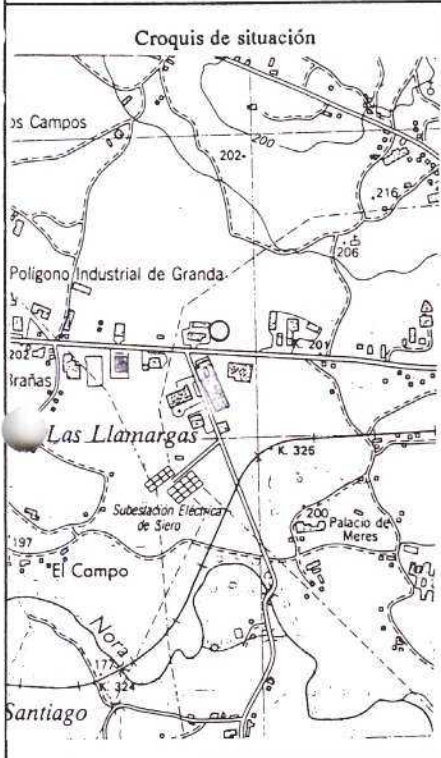 Croquis de situación
os Campos
200
202
216
206
Polígono Industrial de Granda
K. 201
202
Brañas
Las Llamargas
K. 325
Subestación Eléctrica
de Siero
200
Palacio de
Meres
197
El Campo
Nora
177
K. 324
Santiago